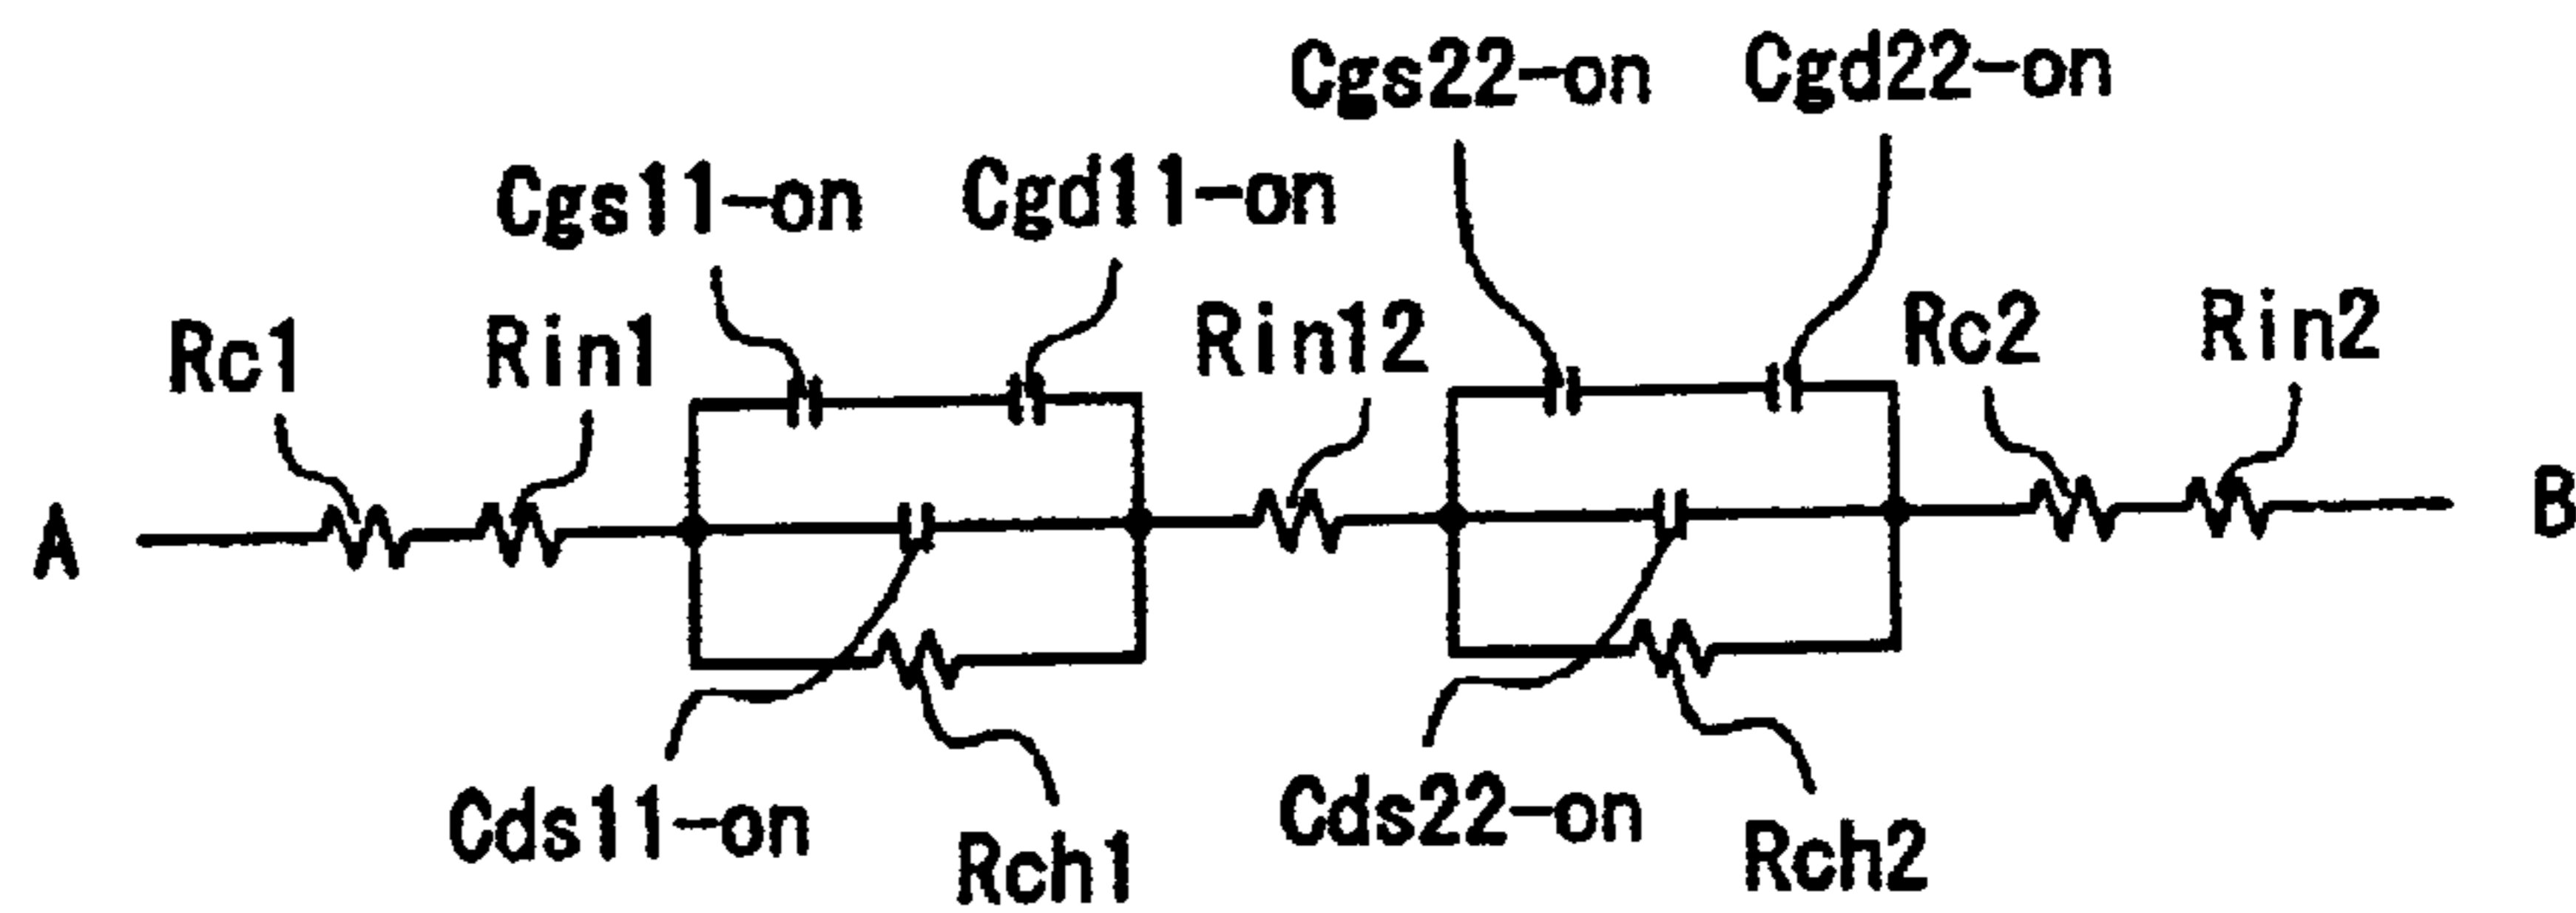 Cgs22-on Cgd22-on
Cgs11-on Cgd11-on
Rc1 Rin1 Rin12 Rc2 Rin2
A B
Cds11-on Rch1 Cds22-on Rch2